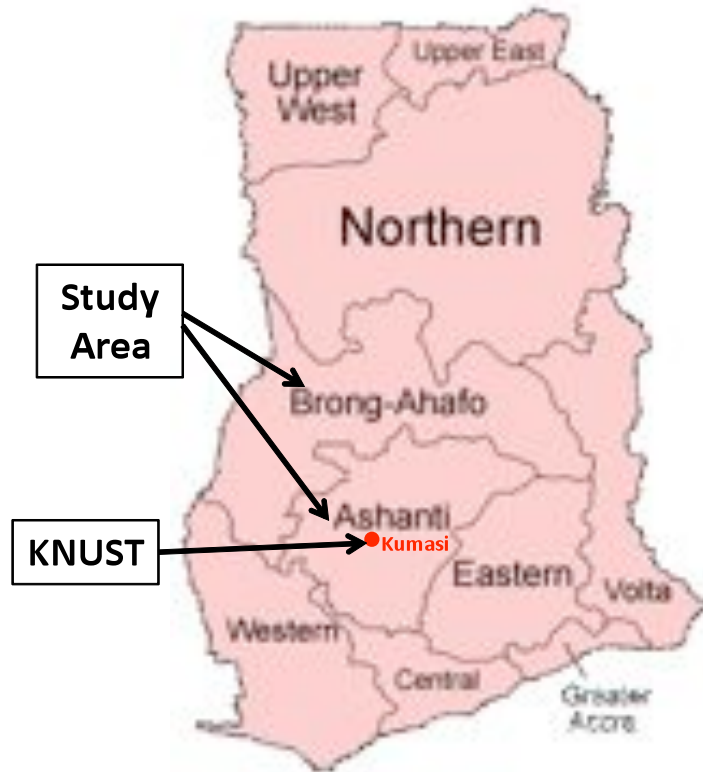 Upper East
Upper
West
Northern
Study
Area
Brong-Ahafo
Ashanti
Kumasi
KNUST
Eastern
Volta
Western
Central
Greater
Accra